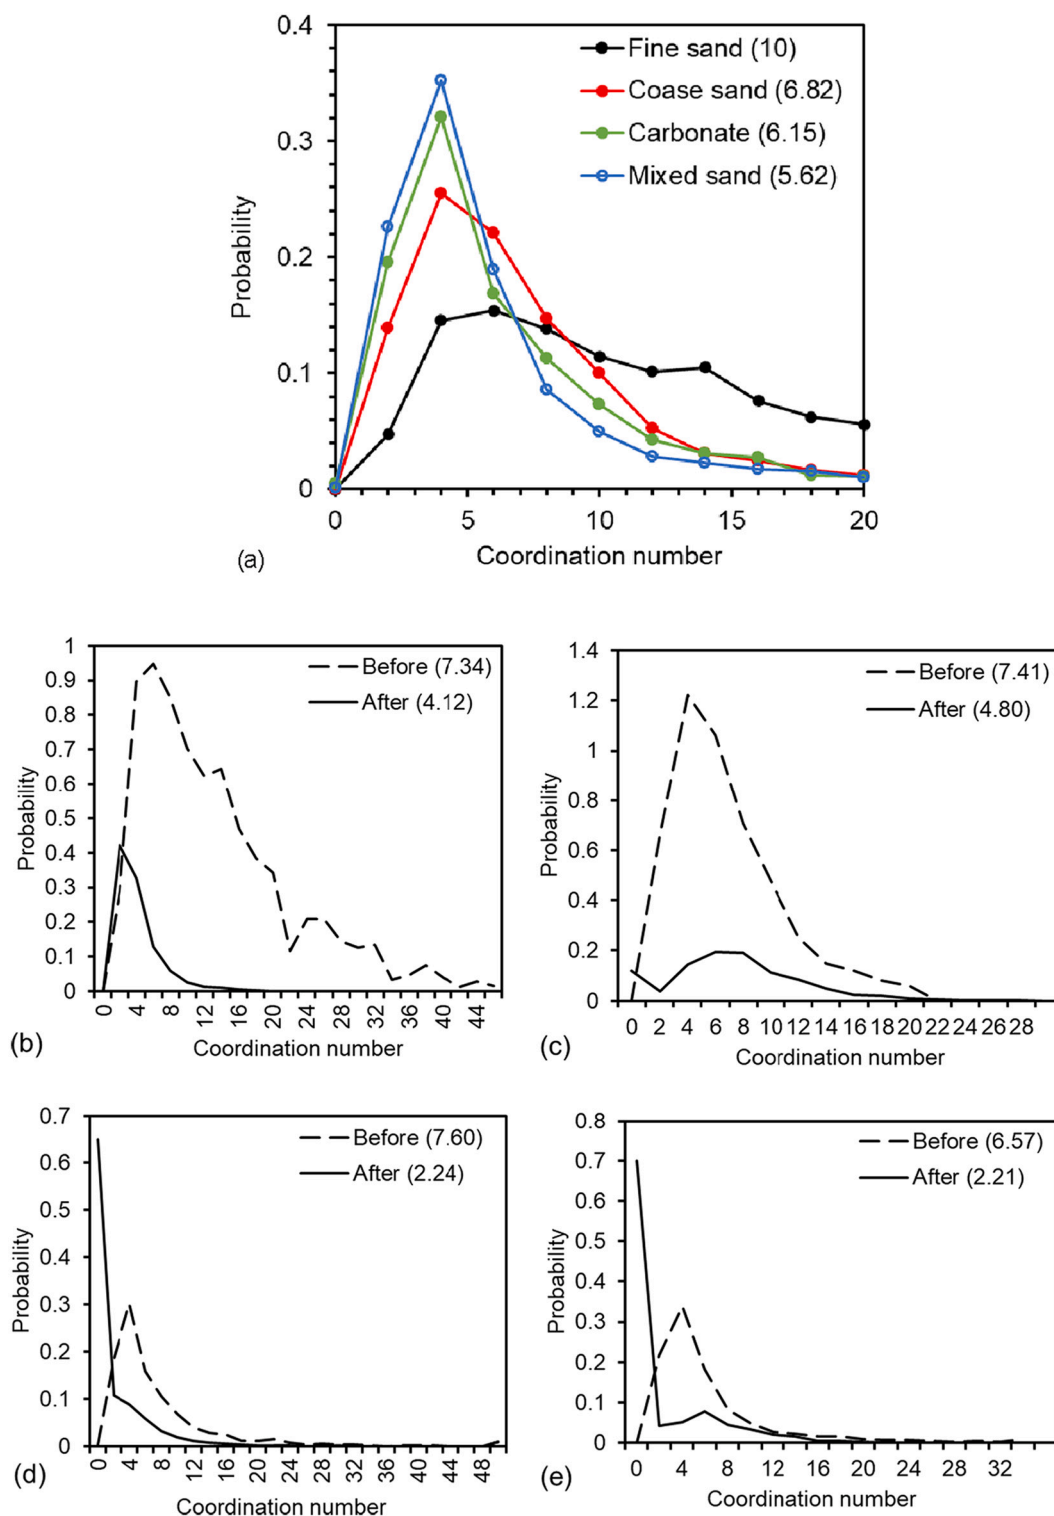 0.4
0.3
0.2
0.1
0
Probability
Fine sand (10)
Coase sand (6.82)
Carbonate (6.15)
Mixed sand (5.62)
0 5 10 15 20
Coordination number
(a)
1
0.9
0.8
0.7
0.6
0.5
0.4
0.3
0.2
0.1
0
Probability
Before (7.34)
After (4.12)
0 4 8 12 16 20 24 28 32 36 40 44
Coordination number
(b)
1.4
1.2
1
0.8
0.6
0.4
0.2
0
Probability
Before (7.41)
After (4.80)
0 2 4 6 8 10 12 14 16 18 20 22 24 26 28
Coordination number
(c)
0.7
0.6
0.5
0.4
0.3
0.2
0.1
0
Probability
Before (7.60)
After (2.24)
0 4 8 12 16 20 24 28 32 36 40 44 48
Coordination number
(d)
0.8
0.7
0.6
0.5
0.4
0.3
0.2
0.1
0
Probability
Before (6.57)
After (2.21)
0 4 8 12 16 20 24 28 32
Coordination number
(e)